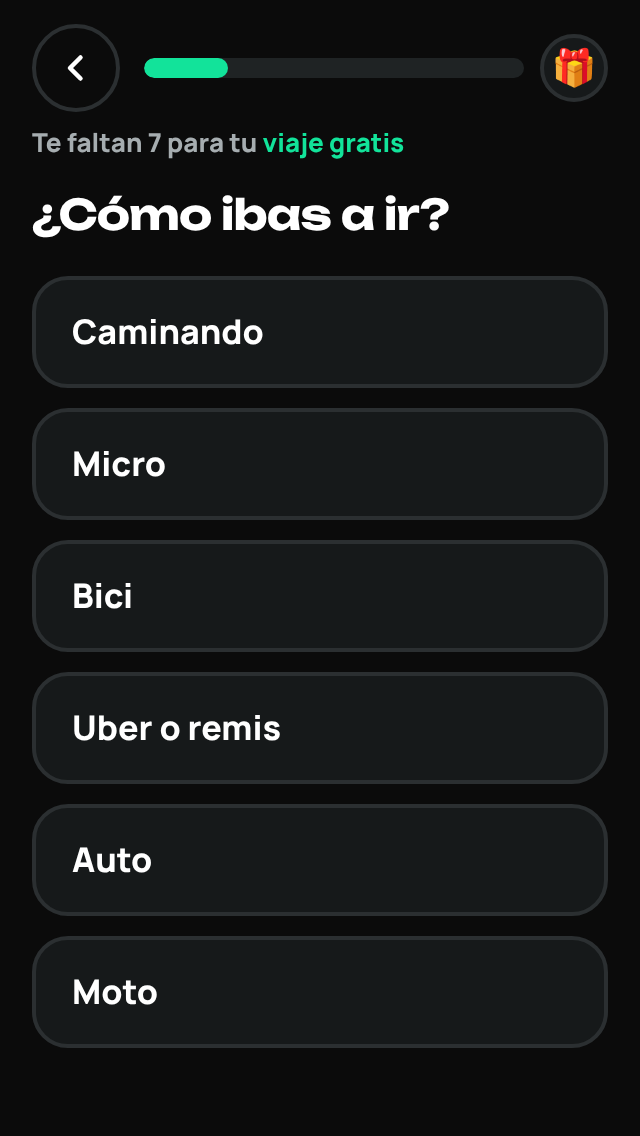 Te faltan 7 para tu viaje gratis
¿Cómo ibas a ir?
Caminando
Micro
Bici
Uber o remis
Auto
Moto